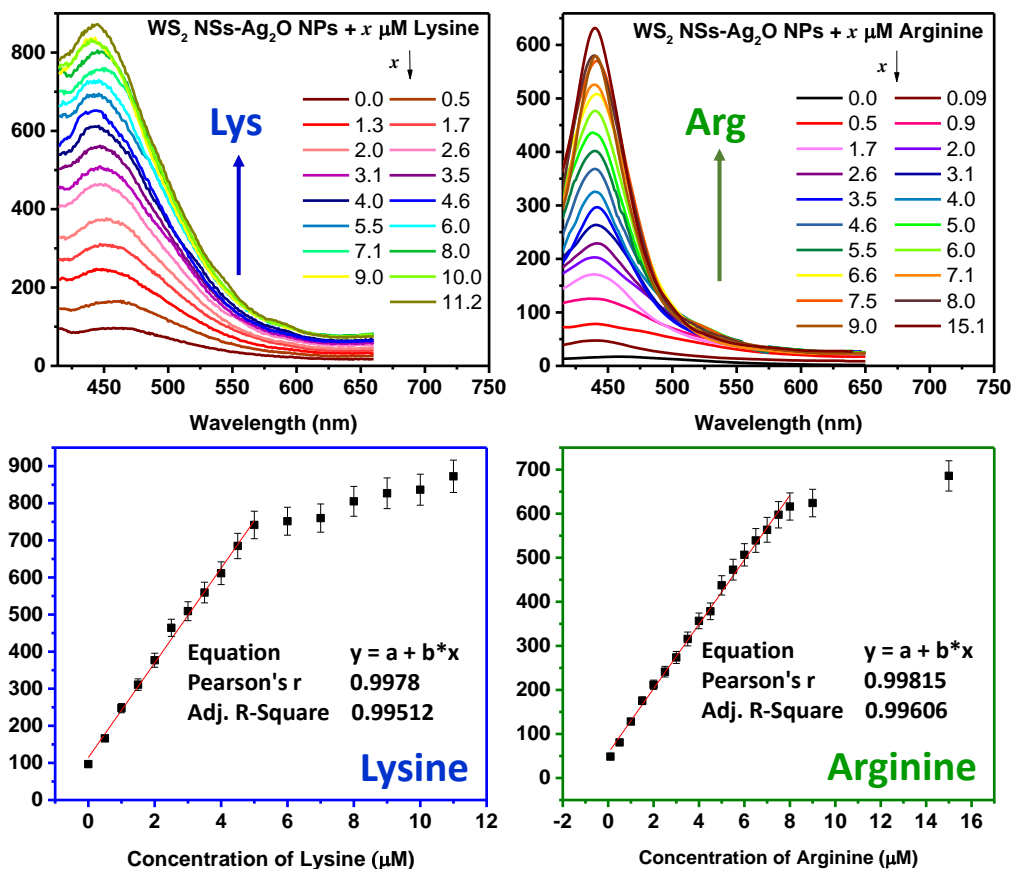 WS2 NSs-Ag2O NPs + x μM Lysine
x
0.0 0.5
1.3 1.7
2.0 2.6
3.1 3.5
4.0 4.6
5.5 6.0
7.1 8.0
9.0 10.0
11.2
Lys
800
600
400
200
0
450 500 550 600 650 700 750
Wavelength (nm)
WS2 NSs-Ag2O NPs + x μM Arginine
x
0.0 0.09
0.5 0.9
1.7 2.0
2.6 3.1
3.5 4.0
4.6 5.0
5.5 6.0
6.6 7.1
7.5 8.0
9.0 15.1
Arg
650
600
550
500
450
400
350
300
250
200
150
100
50
0
450 500 550 600 650 700 750
Wavelength (nm)
900
800
700
600
500
400
300
200
100
0
Equation y = a + b*x
Pearson's r 0.9978
Adj. R-Square 0.99512
Lysine
0 2 4 6 8 10 12
Concentration of Lysine (μM)
700
600
500
400
300
200
100
0
Equation y = a + b*x
Pearson's r 0.99815
Adj. R-Square 0.99606
Arginine
-2 0 2 4 6 8 10 12 14 16
Concentration of Arginine (μM)